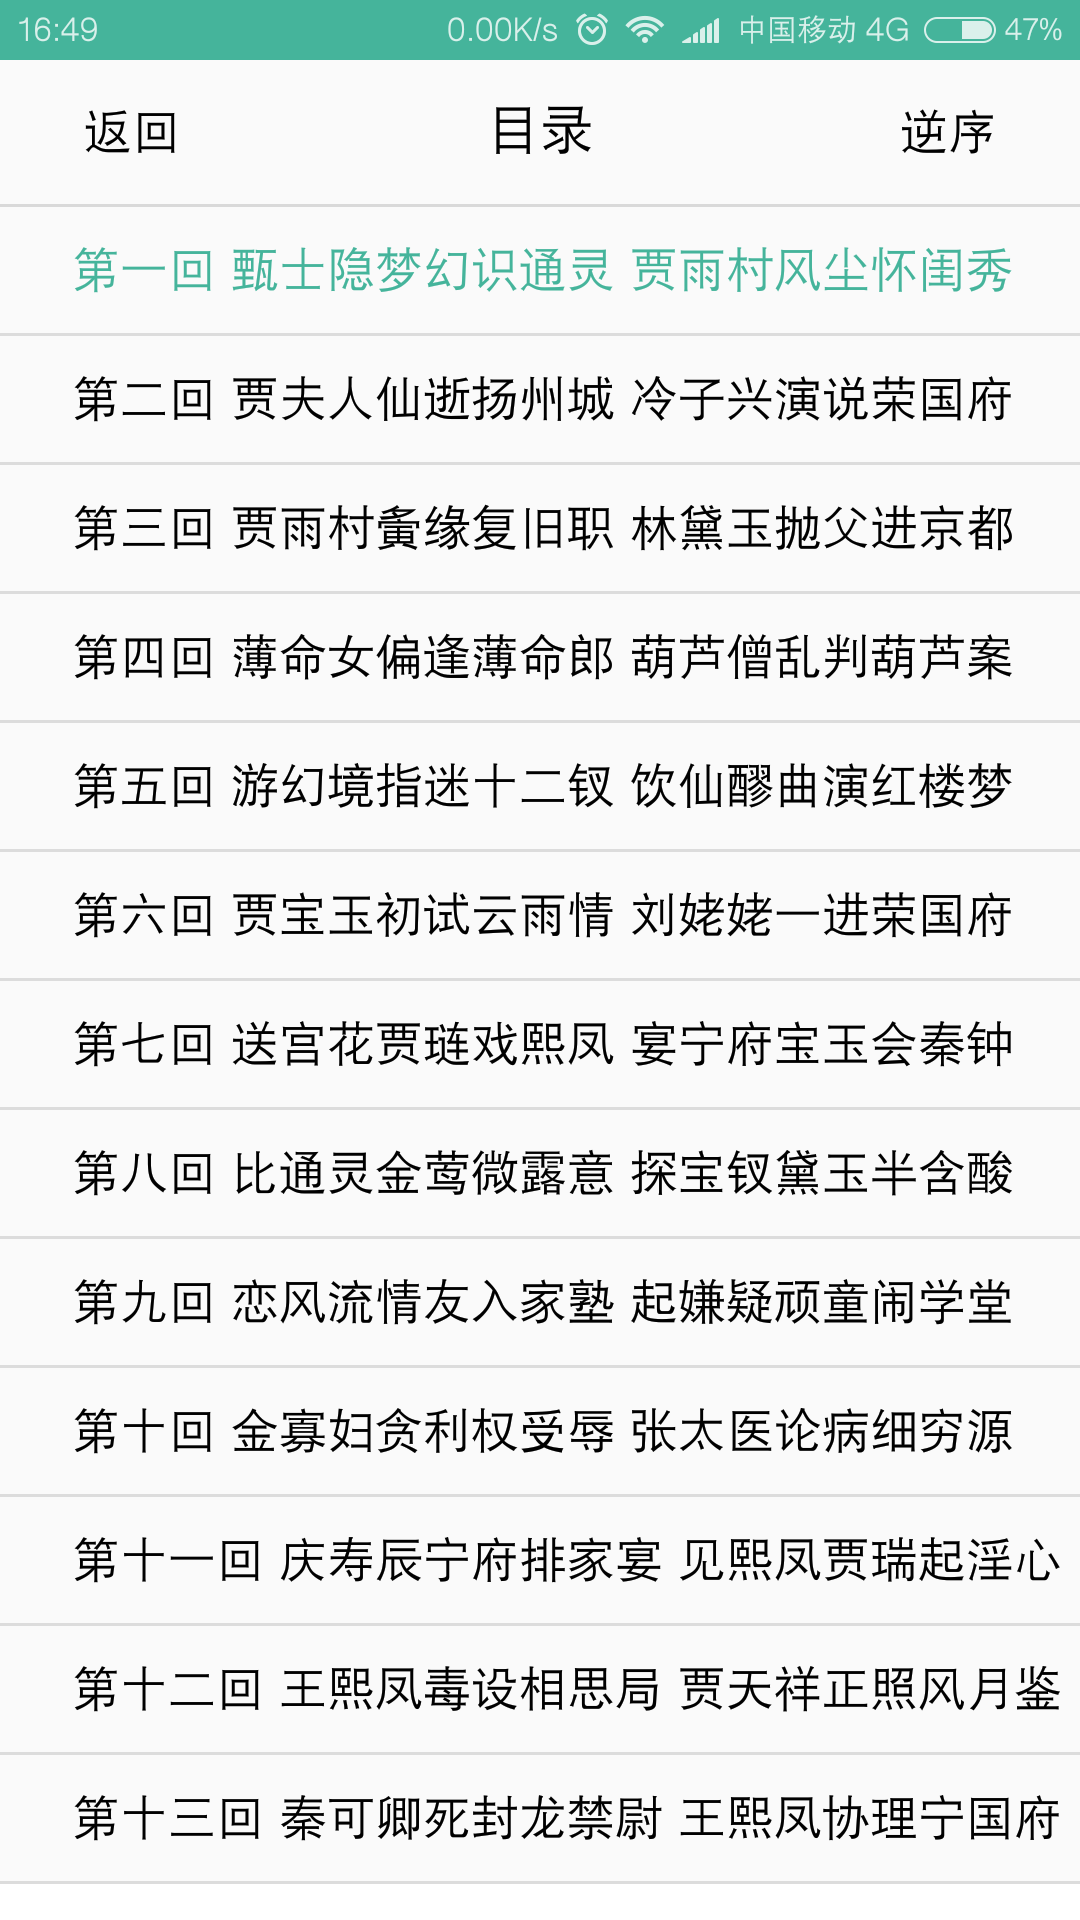 16:49 0.00K/s 中国移动 4G 47%
返回 目录 逆序
第一回 甄士隐梦幻识通灵 贾雨村风尘怀闺秀
第二回 贾夫人仙逝扬州城 冷子兴演说荣国府
第三回 贾雨村夤缘复旧职 林黛玉抛父进京都
第四回 薄命女偏逢薄命郎 葫芦僧乱判葫芦案
第五回 游幻境指迷十二钗 饮仙醪曲演红楼梦
第六回 贾宝玉初试云雨情 刘姥姥一进荣国府
第七回 送宫花贾琏戏熙凤 宴宁府宝玉会秦钟
第八回 比通灵金莺微露意 探宝钗黛玉半含酸
第九回 恋风流情友入家塾 起嫌疑顽童闹学堂
第十回 金寡妇贪利权受辱 张太医论病细穷源
第十一回 庆寿辰宁府排家宴 见熙凤贾瑞起淫心
第十二回 王熙凤毒设相思局 贾天祥正照风月鉴
第十三回 秦可卿死封龙禁尉 王熙凤协理宁国府